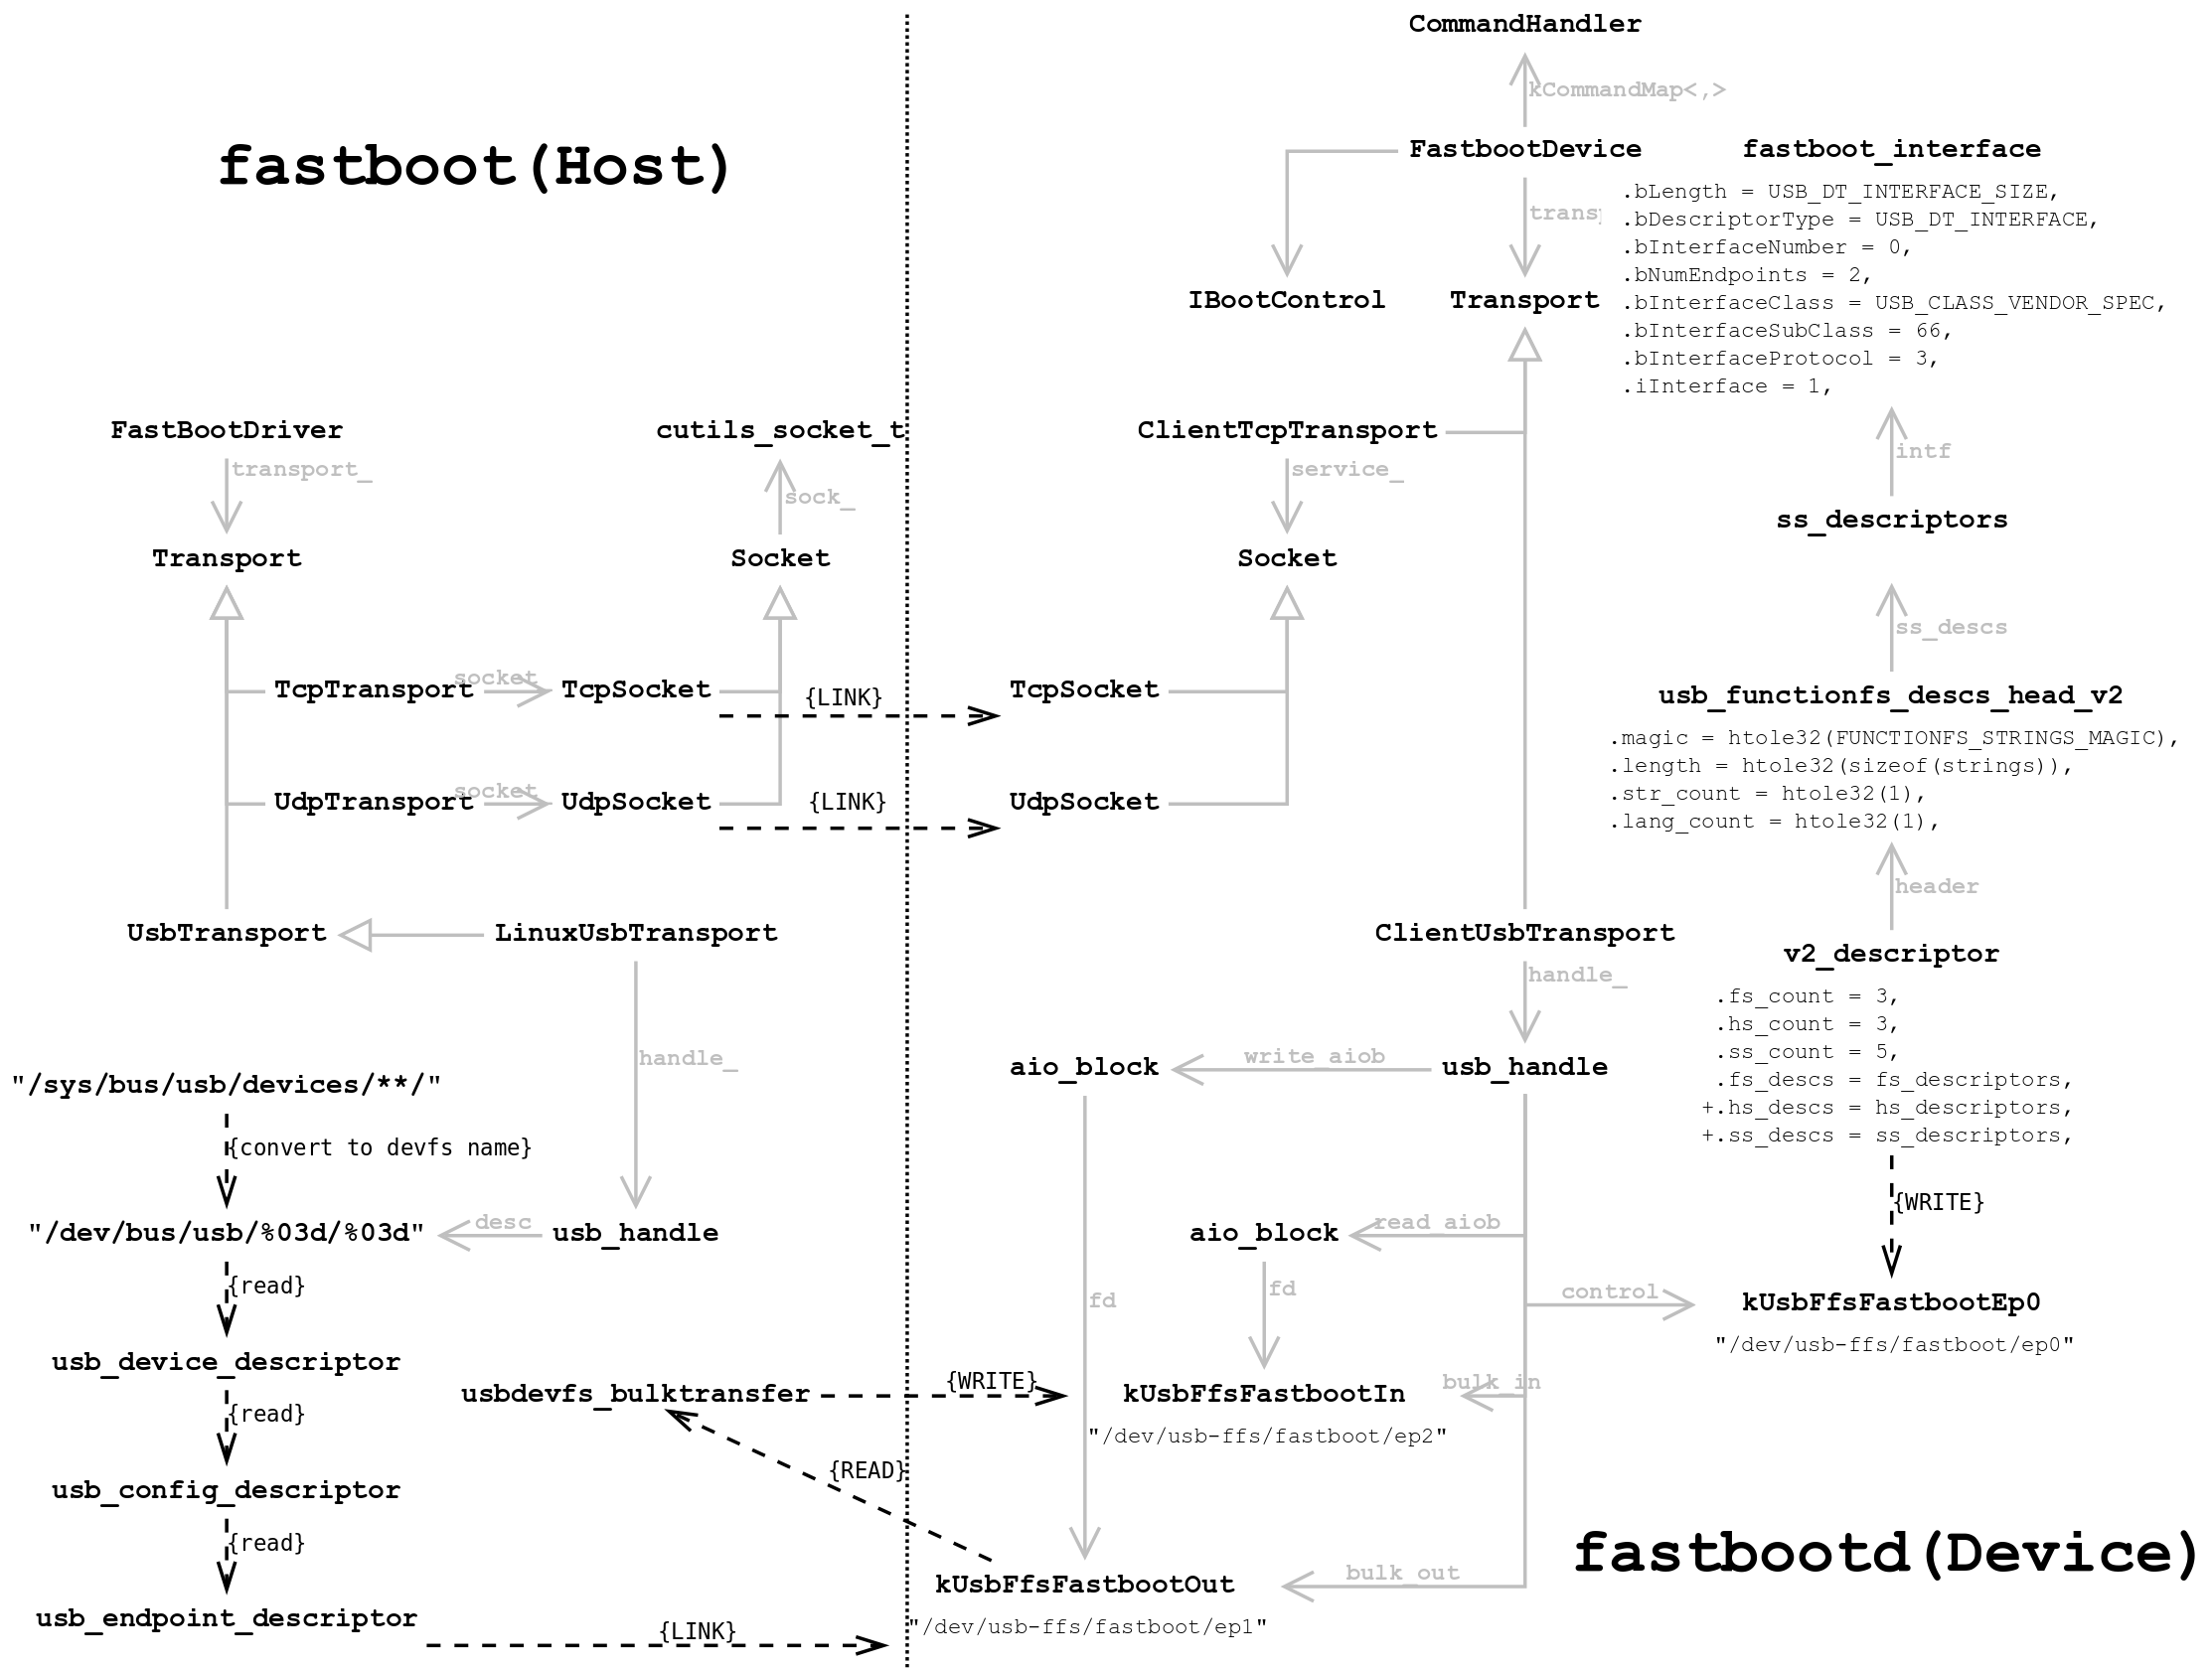 fastboot(Host)
FastBootDriver
cutils_socket_t
transport_
sock_
Transport
Socket
TcpTransport
socket
TcpSocket
{LINK}
UdpTransport
socket
UdpSocket
{LINK}
UsbTransport
LinuxUsbTransport
handle_
"/sys/bus/usb/devices/**/"
{convert to devfs name}
"/dev/bus/usb/%03d/%03d"
desc
usb_handle
{read}
usb_device_descriptor
{read}
usbdevfs_bulktransfer
{WRITE}
{READ}
usb_config_descriptor
{read}
usb_endpoint_descriptor
{LINK}
CommandHandler
kCommandMap<,>
FastbootDevice
transp
IBootControl
Transport
ClientTcpTransport
service_
Socket
TcpSocket
UdpSocket
ClientUsbTransport
handle_
aio_block
write_aiob
usb_handle
aio_block
read_aiob
fd
fd
control
kUsbFfsFastbootIn
bulk_in
"/dev/usb-ffs/fastboot/ep2"
kUsbFfsFastbootOut
bulk_out
"/dev/usb-ffs/fastboot/ep1"
fastboot_interface
.bLength = USB_DT_INTERFACE_SIZE,
.bDescriptorType = USB_DT_INTERFACE,
.bInterfaceNumber = 0,
.bNumEndpoints = 2,
.bInterfaceClass = USB_CLASS_VENDOR_SPEC,
.bInterfaceSubClass = 66,
.bInterfaceProtocol = 3,
.iInterface = 1,
intf
ss_descriptors
ss_descs
usb_functionfs_descs_head_v2
.magic = htole32(FUNCTIONFS_STRINGS_MAGIC),
.length = htole32(sizeof(strings)),
.str_count = htole32(1),
.lang_count = htole32(1),
header
v2_descriptor
.fs_count = 3,
.hs_count = 3,
.ss_count = 5,
.fs_descs = fs_descriptors,
+.hs_descs = hs_descriptors,
+.ss_descs = ss_descriptors,
{WRITE}
kUsbFfsFastbootEp0
"/dev/usb-ffs/fastboot/ep0"
fastbootd(Device)